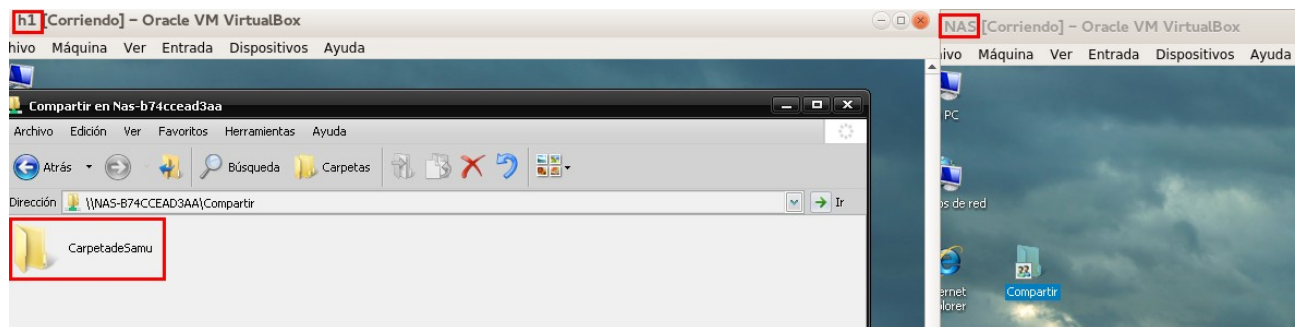 h1 [Corriendo] – Oracle VM VirtualBox
hivo Máquina Ver Entrada Dispositivos Ayuda
Compartir en Nas-b74ccead3aa
Archivo Edición Ver Favoritos Herramientas Ayuda
Atrás Búsqueda Carpetas
Dirección \\NAS-B74CCEAD3AA\Compartir Ir
CarpetadeSamu
NAS [Corriendo] – Oracle VM VirtualBox
ivo Máquina Ver Entrada Dispositivos Ayuda
PC
os de red
ernet
plorer
Compartir